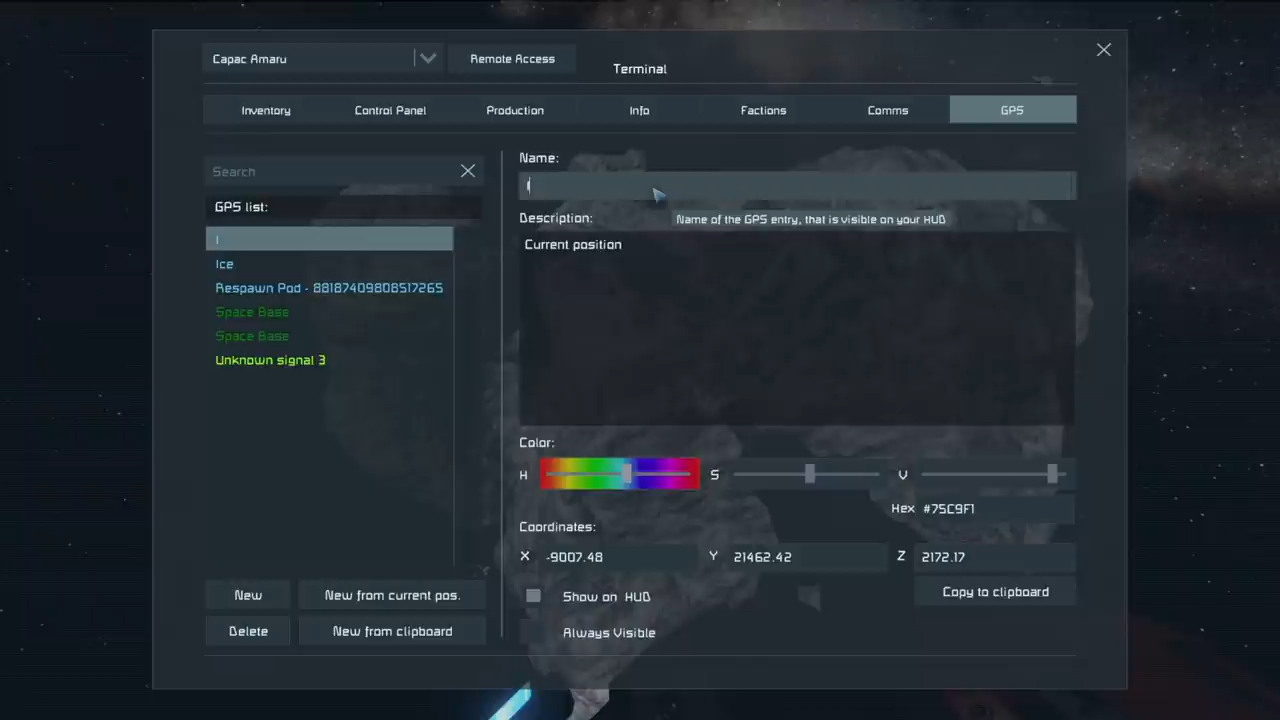 Capac Amaru
Remote Access
Terminal
Inventory
Control Panel
Production
Info
Factions
Comms
GPS
Search
GPS list:
I
Ice
Respawn Pod - 88187409808517265
Space Base
Space Base
Unknown signal 3
New
New from current pos.
Delete
New from clipboard
Name:
I
Description:
Name of the GPS entry, that is visible on your HUD
Current position
Color:
H
S
V
Hex #75C9F1
Coordinates:
X -9007.48
Y 21462.42
Z 2172.17
Show on HUD
Copy to clipboard
Always Visible